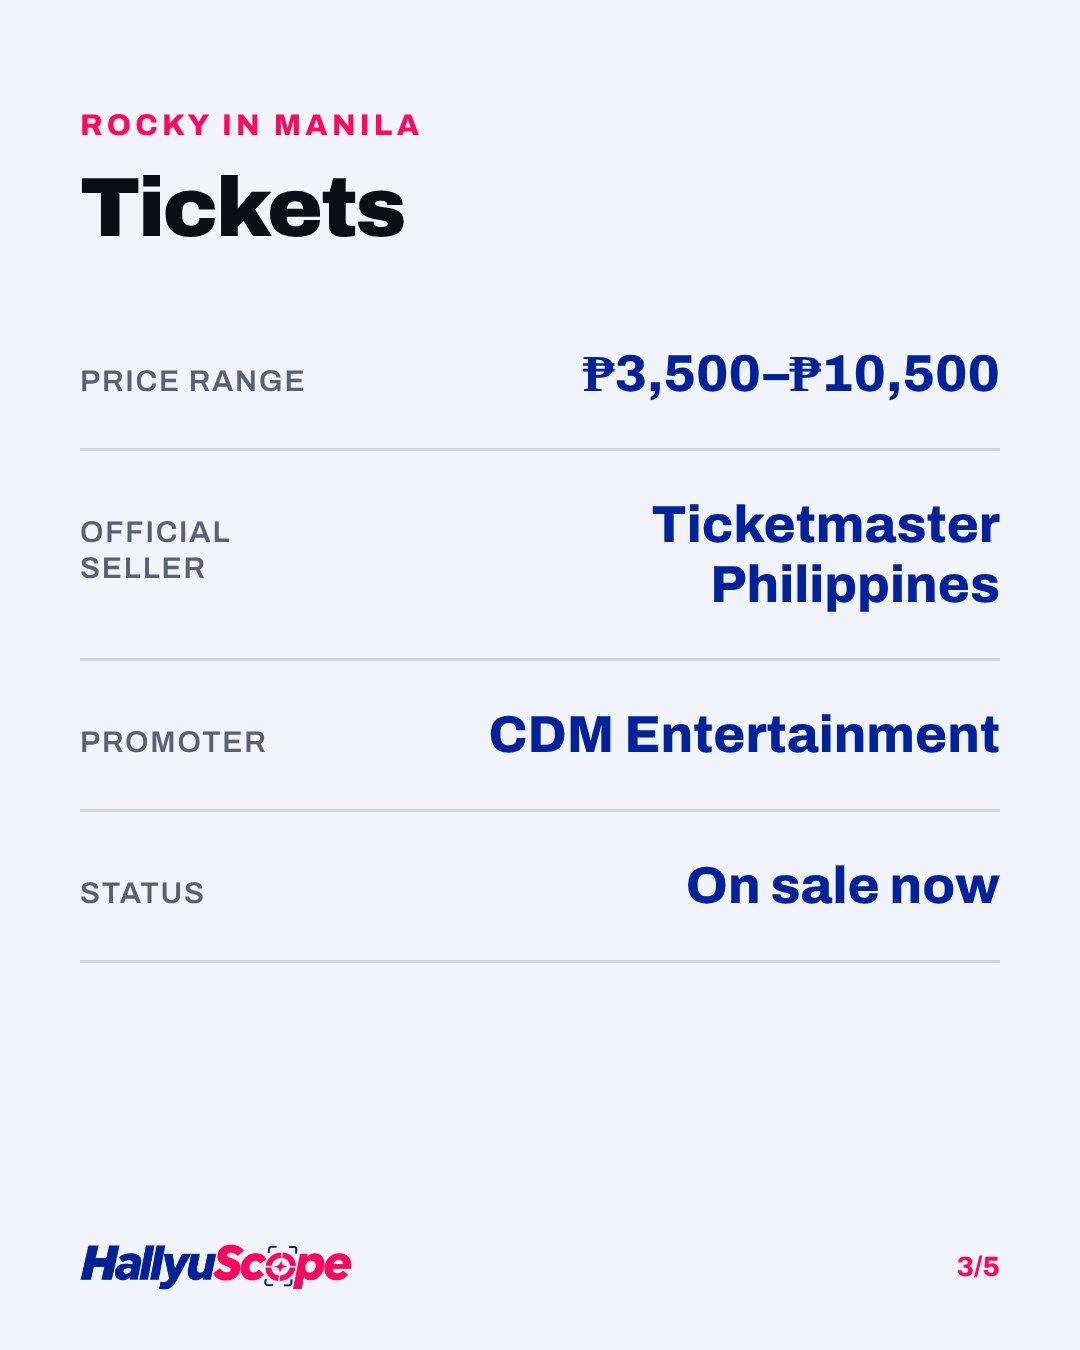 ROCKY IN MANILA
Tickets
PRICE RANGE
₱3,500–₱10,500
OFFICIAL
SELLER
Ticketmaster
Philippines
PROMOTER
CDM Entertainment
STATUS
On sale now
HallyuScope
3/5